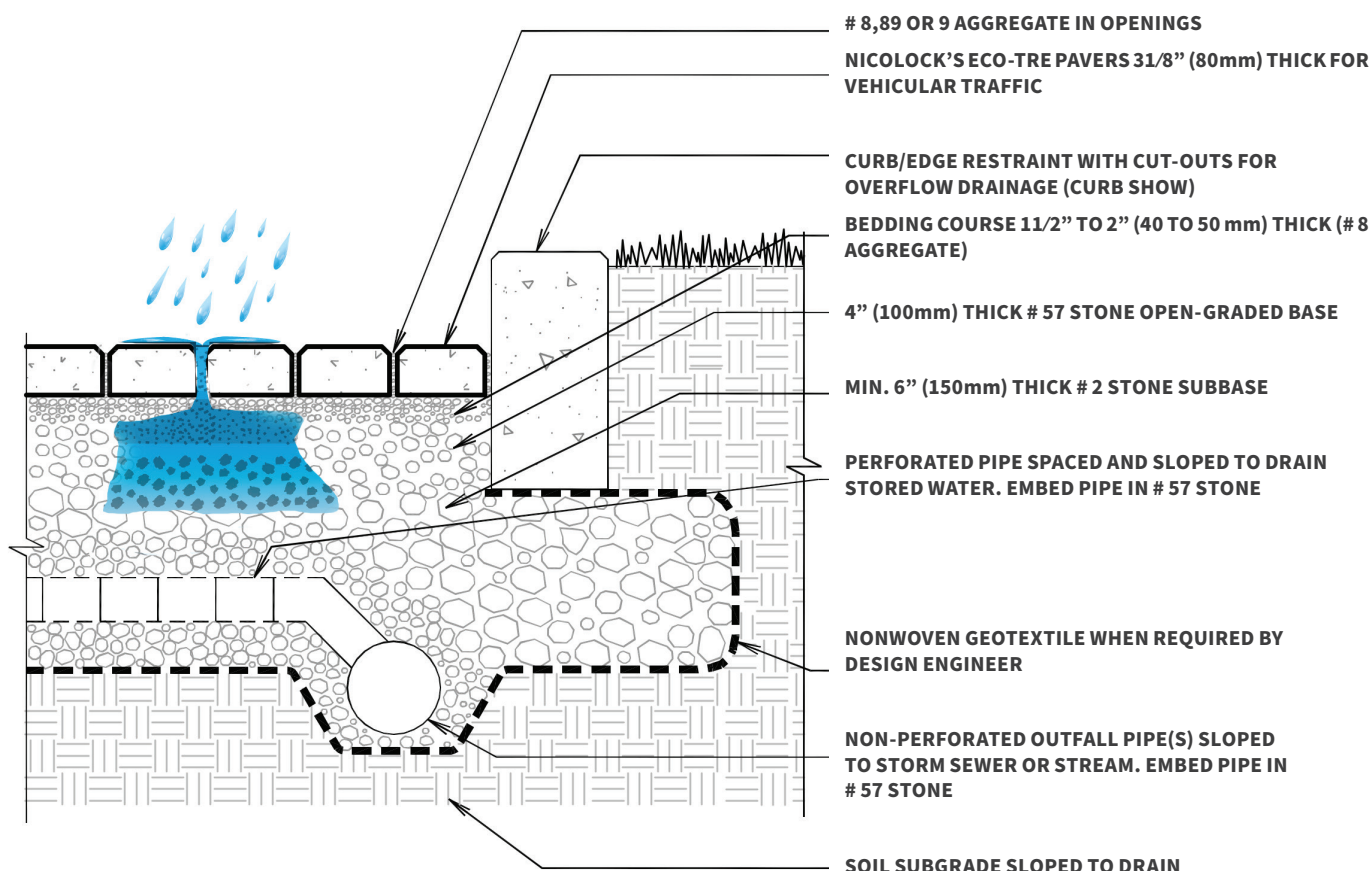 # 8,89 OR 9 AGGREGATE IN OPENINGS
NICOLOCK’S ECO-TRE PAVERS 31/8” (80mm) THICK FOR
VEHICULAR TRAFFIC
CURB/EDGE RESTRAINT WITH CUT-OUTS FOR
OVERFLOW DRAINAGE (CURB SHOW)
BEDDING COURSE 11/2” TO 2” (40 TO 50 mm) THICK (# 8
AGGREGATE)
4” (100mm) THICK # 57 STONE OPEN-GRADED BASE
MIN. 6” (150mm) THICK # 2 STONE SUBBASE
PERFORATED PIPE SPACED AND SLOPED TO DRAIN
STORED WATER. EMBED PIPE IN # 57 STONE
NONWOVEN GEOTEXTILE WHEN REQUIRED BY
DESIGN ENGINEER
NON-PERFORATED OUTFALL PIPE(S) SLOPED
TO STORM SEWER OR STREAM. EMBED PIPE IN
# 57 STONE
SOIL SUBGRADE SLOPED TO DRAIN